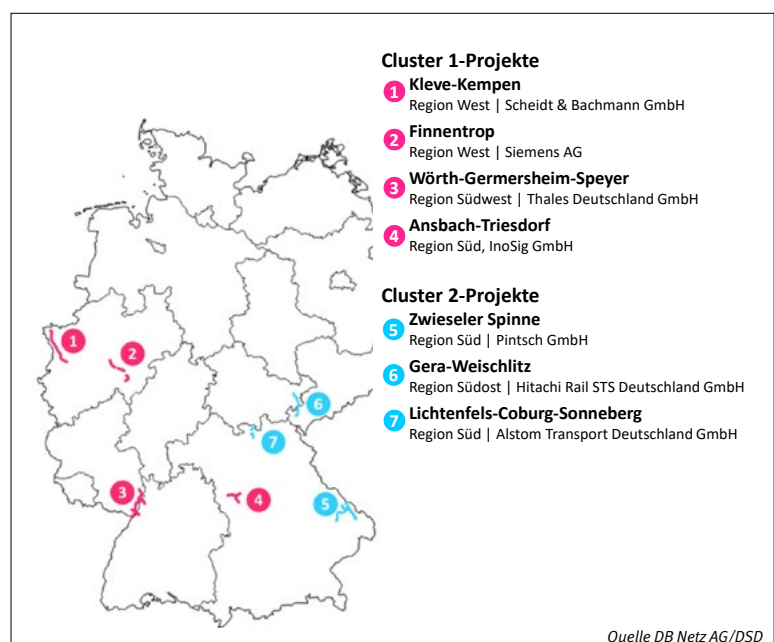 Cluster 1-Projekte
1 Kleve-Kempen
Region West | Scheidt & Bachmann GmbH
2 Finnentrop
Region West | Siemens AG
3 Wörth-Germersheim-Speyer
Region Südwest | Thales Deutschland GmbH
4 Ansbach-Triesdorf
Region Süd, InoSig GmbH
Cluster 2-Projekte
5 Zwieseler Spinne
Region Süd | Pintsch GmbH
6 Gera-Weischlitz
Region Südost | Hitachi Rail STS Deutschland GmbH
7 Lichtenfels-Coburg-Sonneberg
Region Süd | Alstom Transport Deutschland GmbH
1
2
6
7
3
4
5
Quelle DB Netz AG/DSD